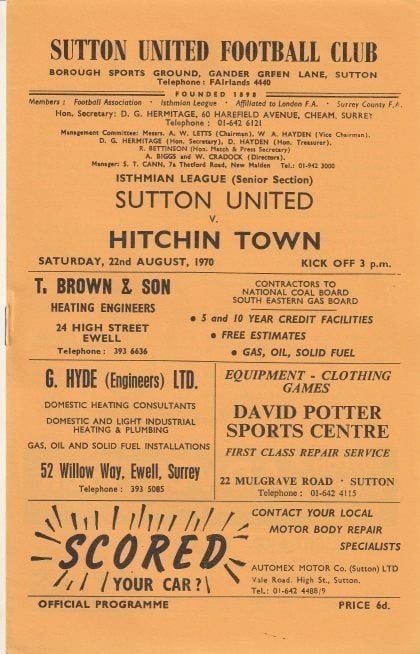 SUTTON UNITED FOOTBALL CLUB
BOROUGH SPORTS GROUND, GANDER GREEN LANE, SUTTON
Telephone : FAIrlands 4440
FOUNDED 1898
Members : Football Association · Isthmian League · Affiliated to London F.A. · Surrey County F.A.
Hon. Secretary: D. G. HERMITAGE, 60 HAREFIELD AVENUE, CHEAM, SURREY
Telephone : 01-642 6121
Management Committee: Messrs. A. W. LETTS (Chairman), W. A. HAYDEN (Vice Chairman).
D. G. HERMITAGE (Hon. Secretary), D. HAYDEN (Hon. Treasurer).
R. BETTINSON (Hon. Match & Press Secretary)
A. BIGGS and W. CRADOCK (Directors).
Manager: S. T. CANN, 7a Thetford Road, New Malden Tel.: 01-942 3000
ISTHMIAN LEAGUE (Senior Section)
SUTTON UNITED
v.
HITCHIN TOWN
SATURDAY, 22nd AUGUST, 1970 KICK OFF 3 p.m.
T. BROWN & SON
HEATING ENGINEERS
24 HIGH STREET
EWELL
Telephone : 393 6636
CONTRACTORS TO
NATIONAL COAL BOARD
SOUTH EASTERN GAS BOARD
• 5 and 10 YEAR CREDIT FACILITIES
• FREE ESTIMATES
• GAS, OIL, SOLID FUEL
G. HYDE (Engineers) LTD.
DOMESTIC HEATING CONSULTANTS
DOMESTIC AND LIGHT INDUSTRIAL
HEATING & PLUMBING
GAS, OIL AND SOLID FUEL INSTALLATIONS
52 Willow Way, Ewell, Surrey
Telephone : 393 5085
EQUIPMENT - CLOTHING
GAMES
DAVID POTTER
SPORTS CENTRE
FIRST CLASS REPAIR SERVICE
22 MULGRAVE ROAD · SUTTON
Telephone : 01-642 4115
SCORED
YOUR CAR?
CONTACT YOUR LOCAL
MOTOR BODY REPAIR
SPECIALISTS
AUTOMEX MOTOR Co. (Sutton) LTD
Vale Road. High St., Sutton.
Tel.: 01-642 4488/9
OFFICIAL PROGRAMME PRICE 6d.